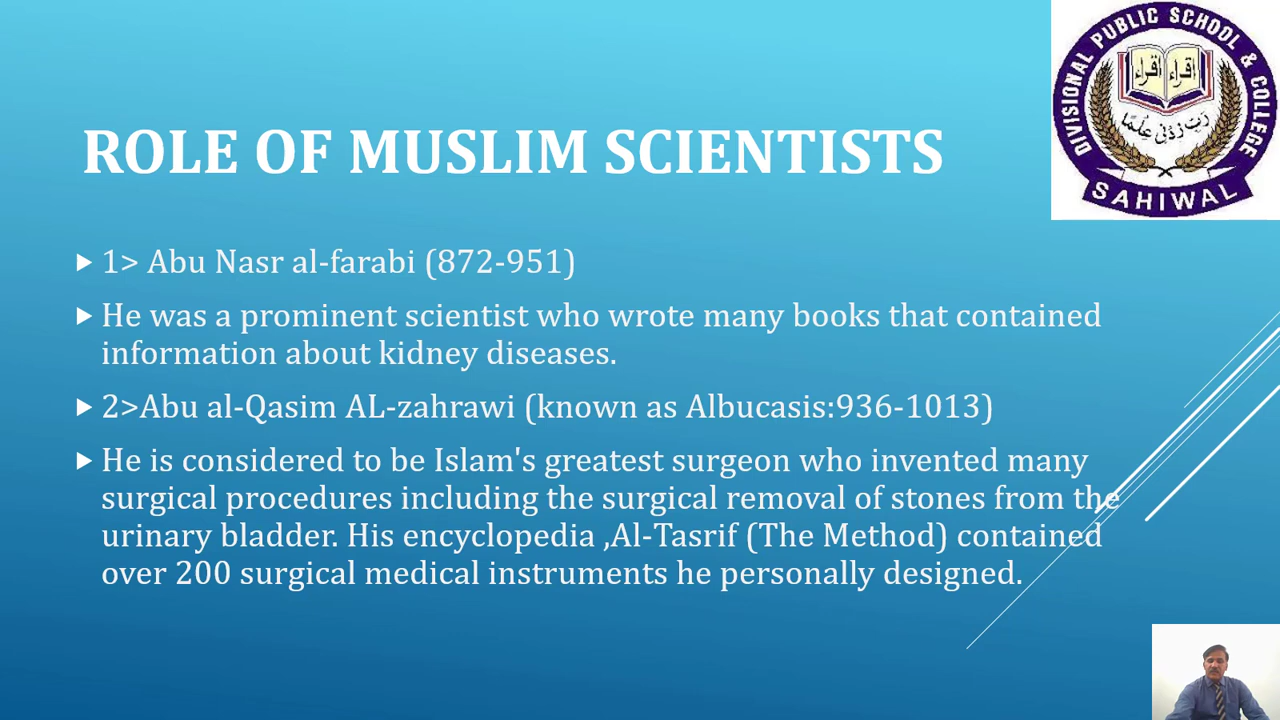 DIVISIONAL PUBLIC SCHOOL & COLLEGE
اقراء اقراء
رَبِّ زِدْنِي عِلْمًا
SAHIWAL
ROLE OF MUSLIM SCIENTISTS
1> Abu Nasr al-farabi (872-951)
He was a prominent scientist who wrote many books that contained
information about kidney diseases.
2>Abu al-Qasim AL-zahrawi (known as Albucasis:936-1013)
He is considered to be Islam's greatest surgeon who invented many
surgical procedures including the surgical removal of stones from the
urinary bladder. His encyclopedia ,Al-Tasrif (The Method) contained
over 200 surgical medical instruments he personally designed.